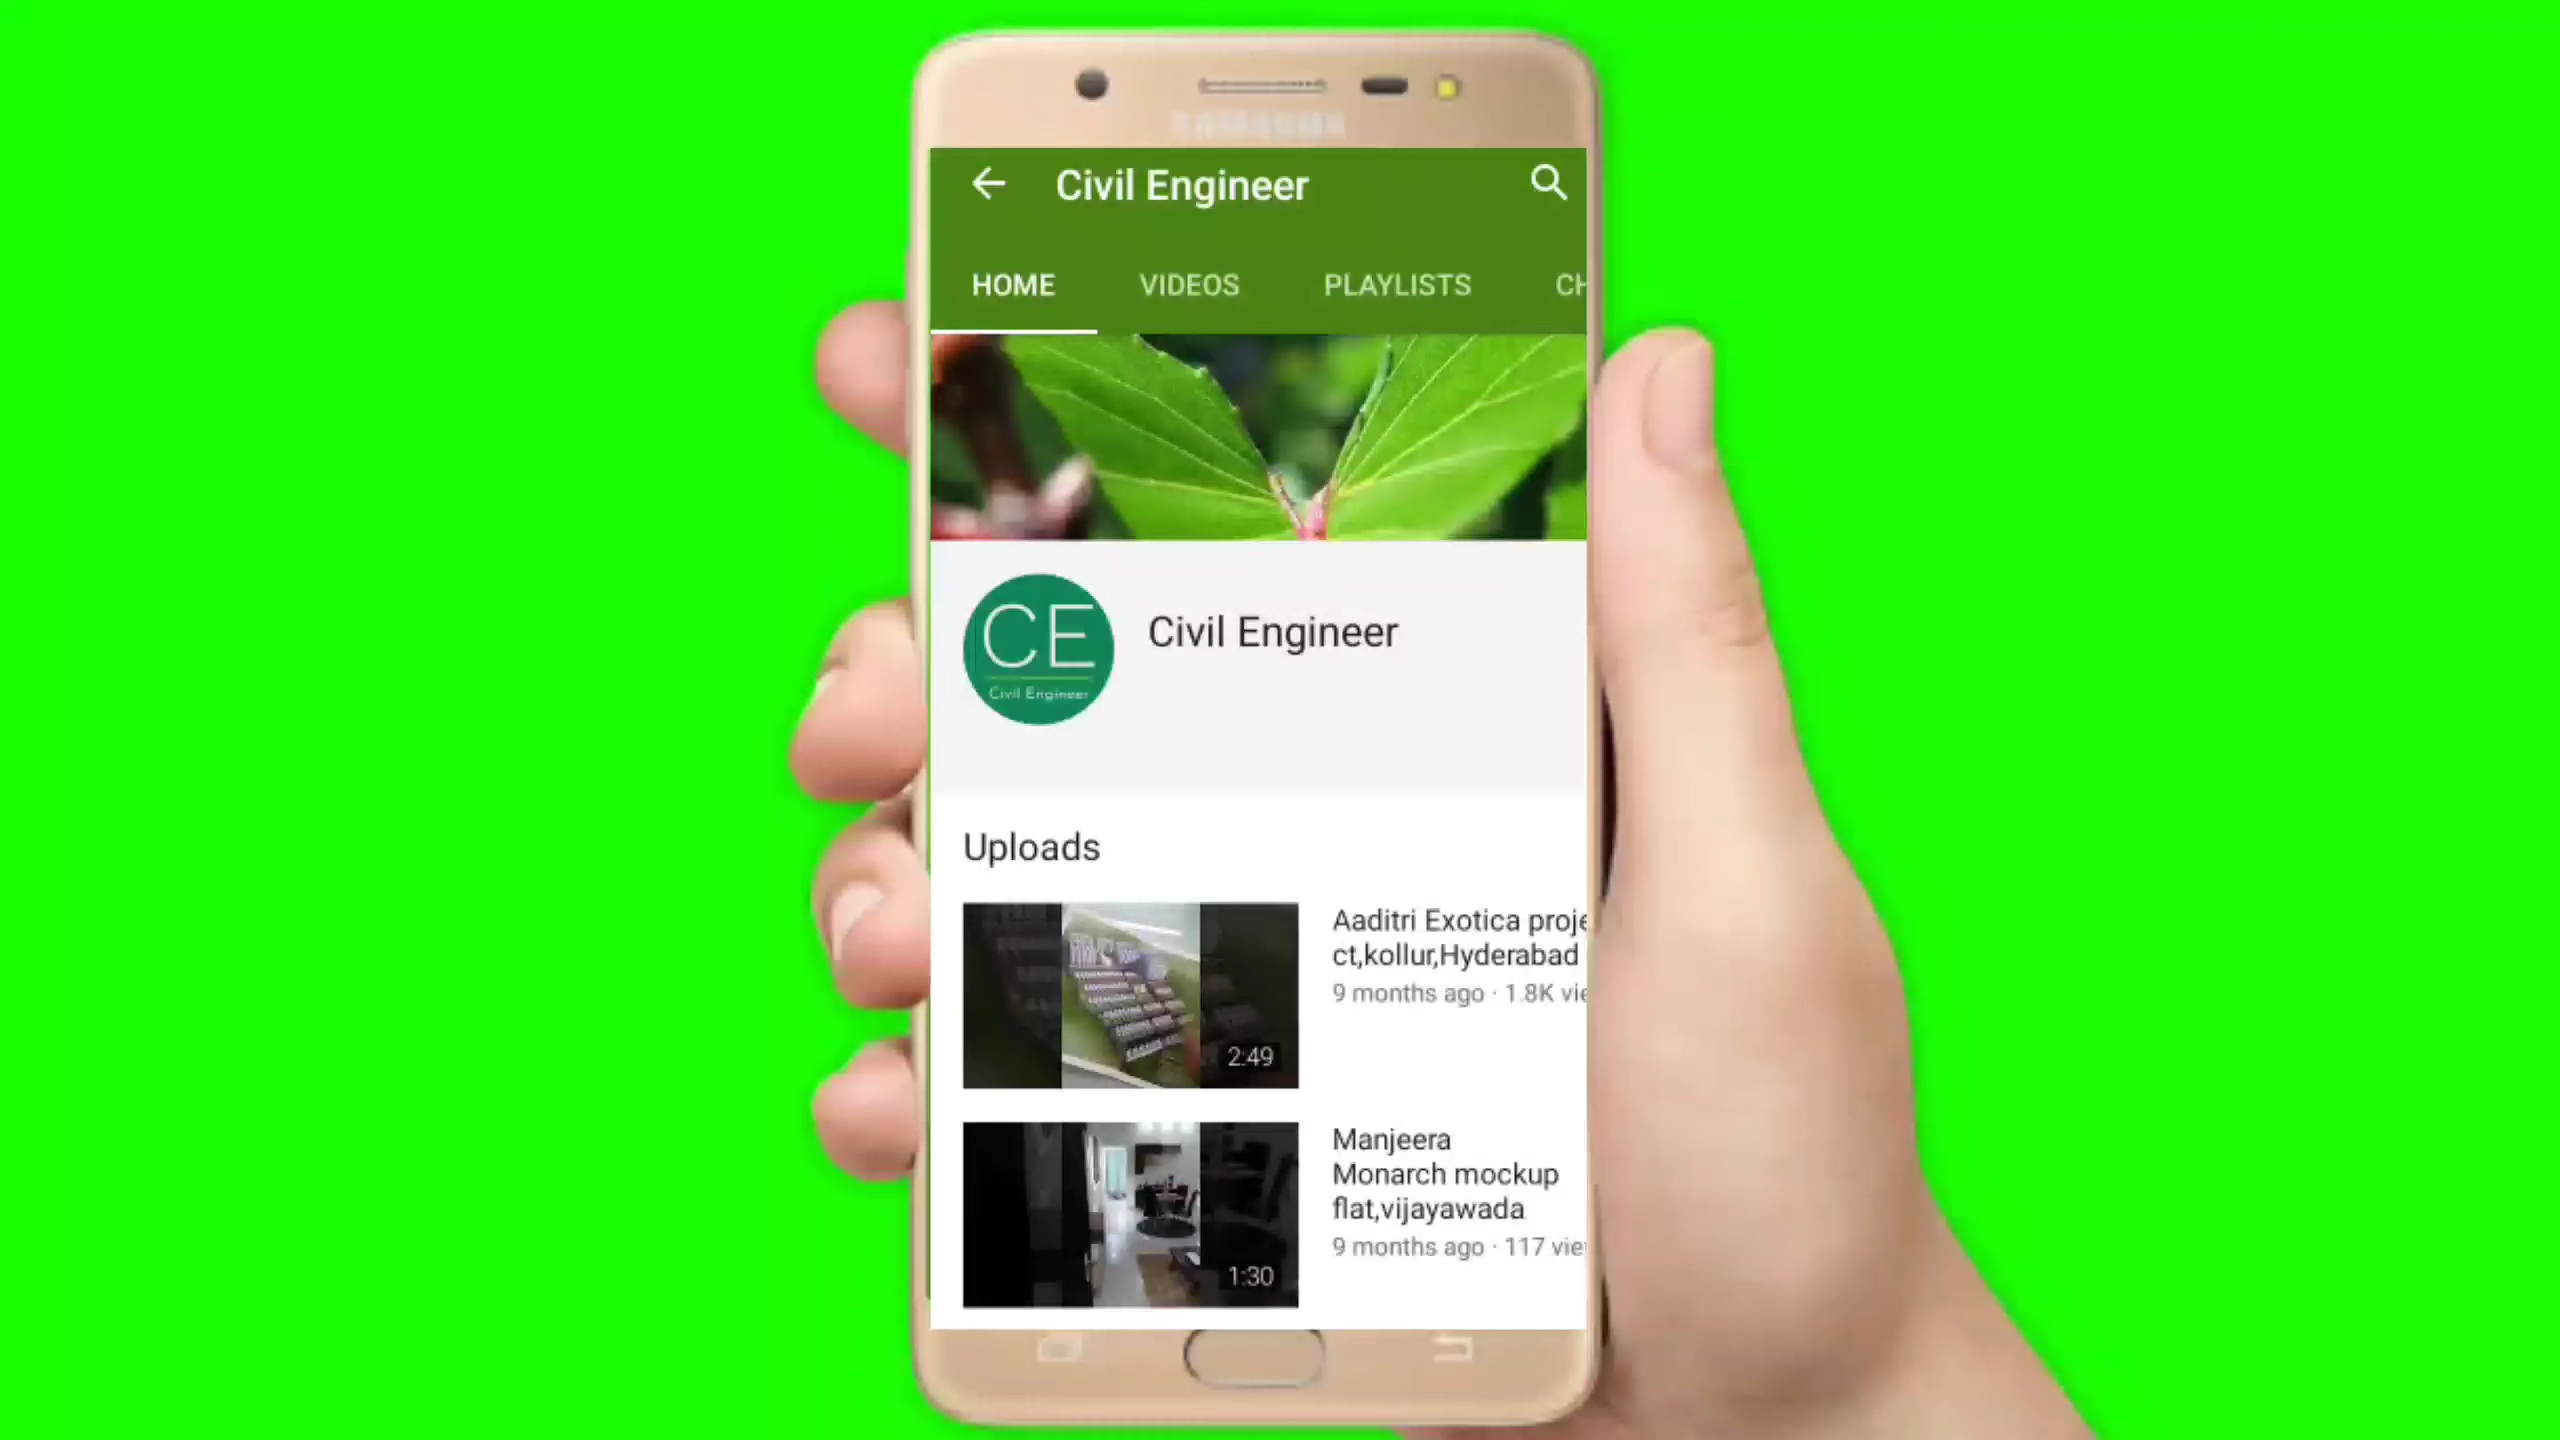 SAMSUNG
Civil Engineer
HOME VIDEOS PLAYLISTS CH
CE
Civil Engineer
Civil Engineer
Uploads
Aaditri Exotica proje
ct,kollur,Hyderabad
9 months ago · 1.8K vie
2:49
Manjeera
Monarch mockup
flat,vijayawada
9 months ago · 117 vie
1:30